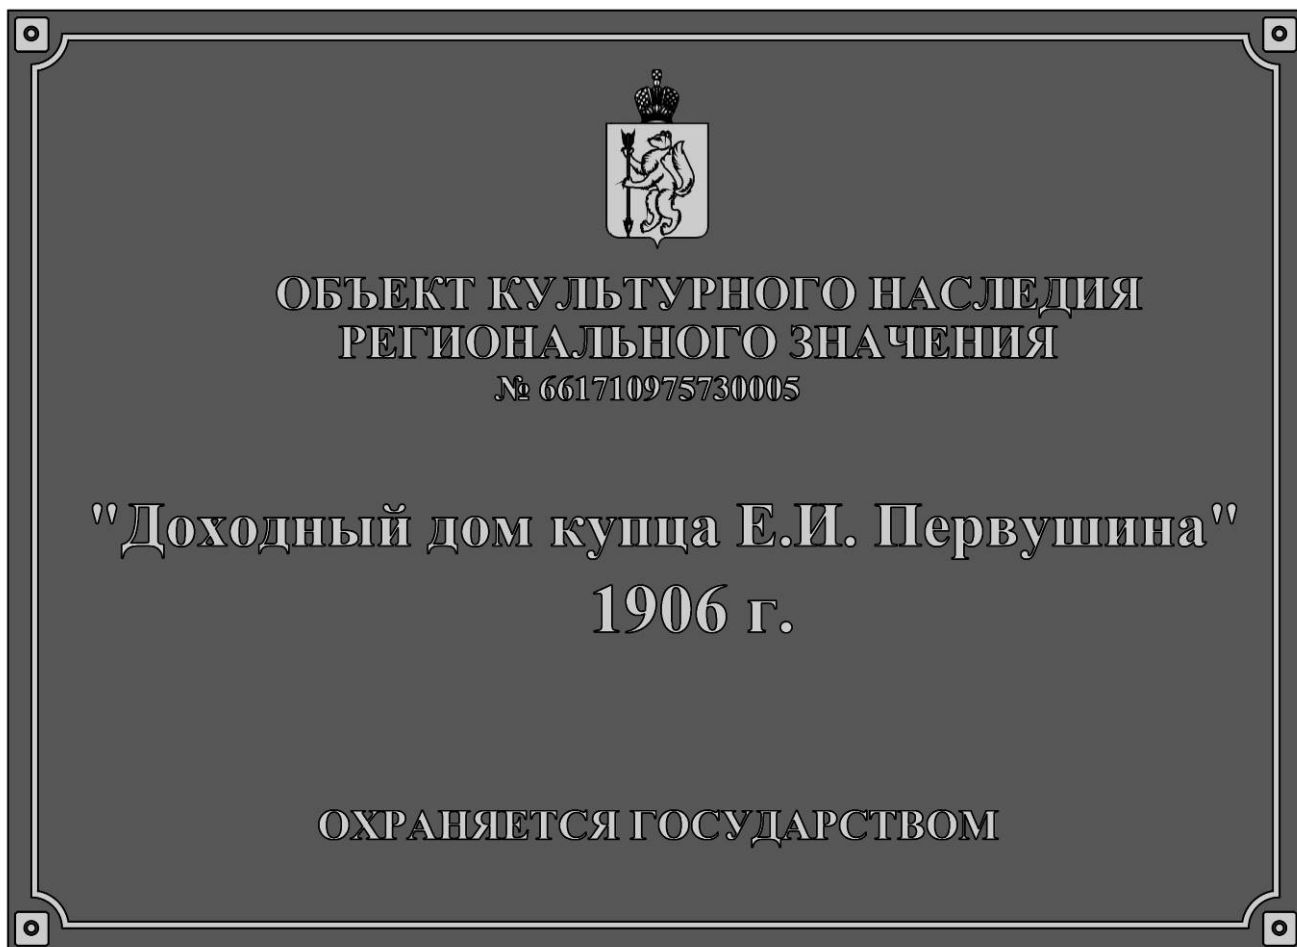 ОБЪЕКТ КУЛЬТУРНОГО НАСЛЕДИЯ
РЕГИОНАЛЬНОГО ЗНАЧЕНИЯ
№ 661710975730005
"Доходный дом купца Е.И. Первушина"
1906 г.
ОХРАНЯЕТСЯ ГОСУДАРСТВОМ